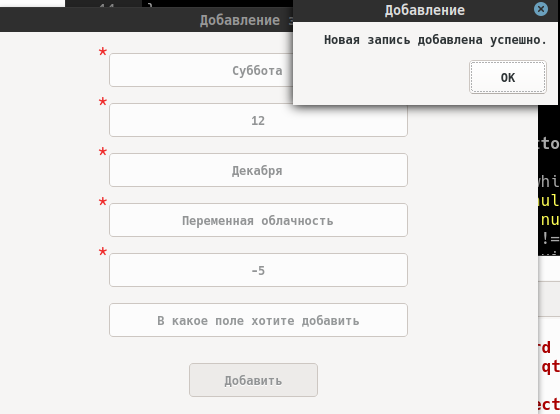 Добавление з
Добавление
Новая запись добавлена успешно.
OK
* Суббота
* 12
* Декабря
* Переменная облачность
* -5
В какое поле хотите добавить
Добавить